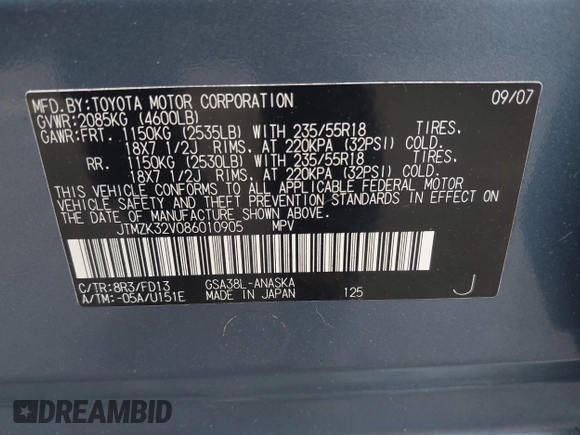 MFD.BY:TOYOTA MOTOR CORPORATION 09/07
GVWR:2085KG (4600LB)
GAWR:FRT. 1150KG (2535LB) WITH 235/55R18 TIRES.
18X7 1/2J RIMS. AT 220KPA (32PSI) COLD.
RR. 1150KG (2530LB) WITH 235/55R18 TIRES.
18X7 1/2J RIMS. AT 220KPA (32PSI) COLD.
THIS VEHICLE CONFORMS TO ALL APPLICABLE FEDERAL MOTOR
VEHICLE SAFETY AND THEFT PREVENTION STANDARDS IN EFFECT ON
THE DATE OF MANUFACTURE SHOWN ABOVE.
JTMZK32V086010905 MPV
C/TR:8R3/FD13 GSA38L-ANASKA
A/TM:-05A/U151E MADE IN JAPAN 125 J
DREAMBID